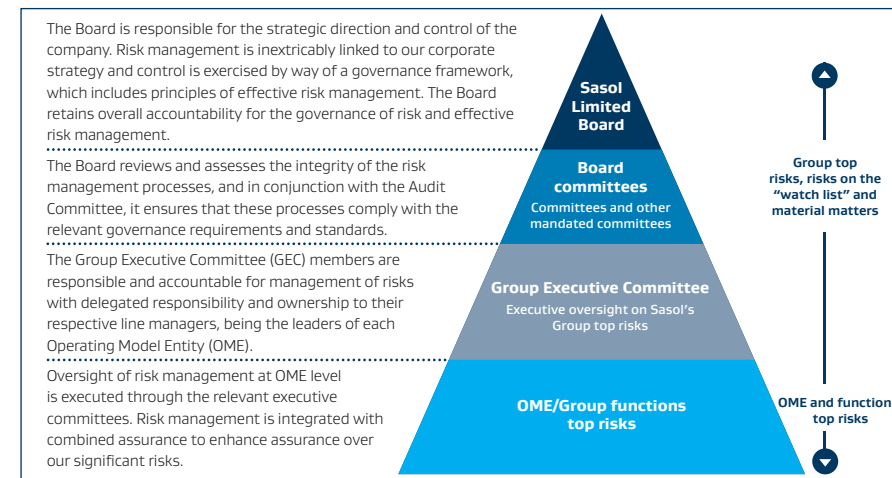 The Board is responsible for the strategic direction and control of the
company. Risk management is inextricably linked to our corporate
strategy and control is exercised by way of a governance framework,
which includes principles of effective risk management. The Board
retains overall accountability for the governance of risk and effective
risk management.
The Board reviews and assesses the integrity of the risk
management processes, and in conjunction with the Audit
Committee, it ensures that these processes comply with the
relevant governance requirements and standards.
The Group Executive Committee (GEC) members are
responsible and accountable for management of risks
with delegated responsibility and ownership to their
respective line managers, being the leaders of each
Operating Model Entity (OME).
Oversight of risk management at OME level
is executed through the relevant executive
committees. Risk management is integrated with
combined assurance to enhance assurance over
our significant risks.
Sasol
Limited
Board
Board
committees
Committees and other
mandated committees
Group Executive Committee
Executive oversight on Sasol's
Group top risks
OME/Group functions
top risks
Group top
risks, risks on the
“watch list” and
material matters
OME and function
top risks